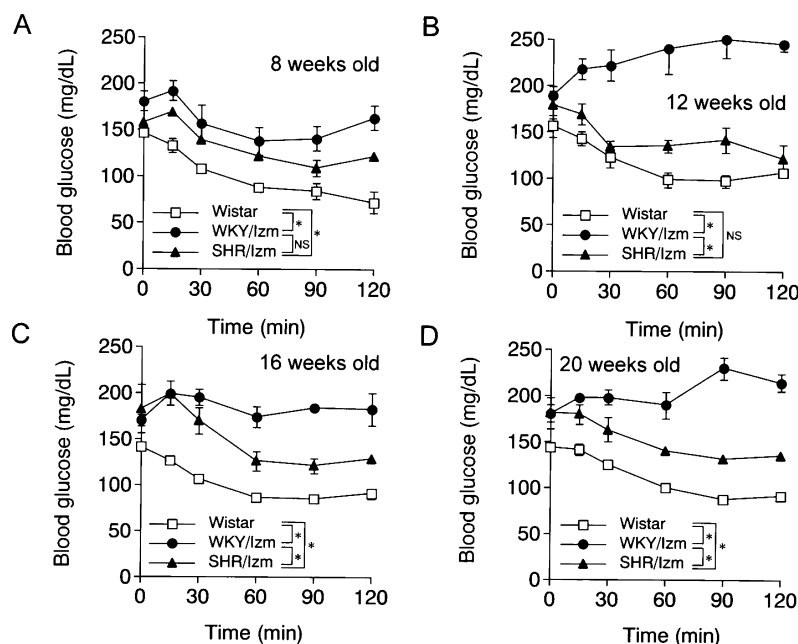 A
8 weeks old
Blood glucose (mg/dL)
250
200
150
100
50
0
Wistar
WKY/Izm
SHR/Izm
*
NS
*
0 30 60 90 120
Time (min)
B
12 weeks old
Blood glucose (mg/dL)
250
200
150
100
50
0
Wistar
WKY/Izm
SHR/Izm
*
*
NS
0 30 60 90 120
Time (min)
C
16 weeks old
Blood glucose (mg/dL)
250
200
150
100
50
0
Wistar
WKY/Izm
SHR/Izm
*
*
*
0 30 60 90 120
Time (min)
D
20 weeks old
Blood glucose (mg/dL)
250
200
150
100
50
0
Wistar
WKY/Izm
SHR/Izm
*
*
*
0 30 60 90 120
Time (min)